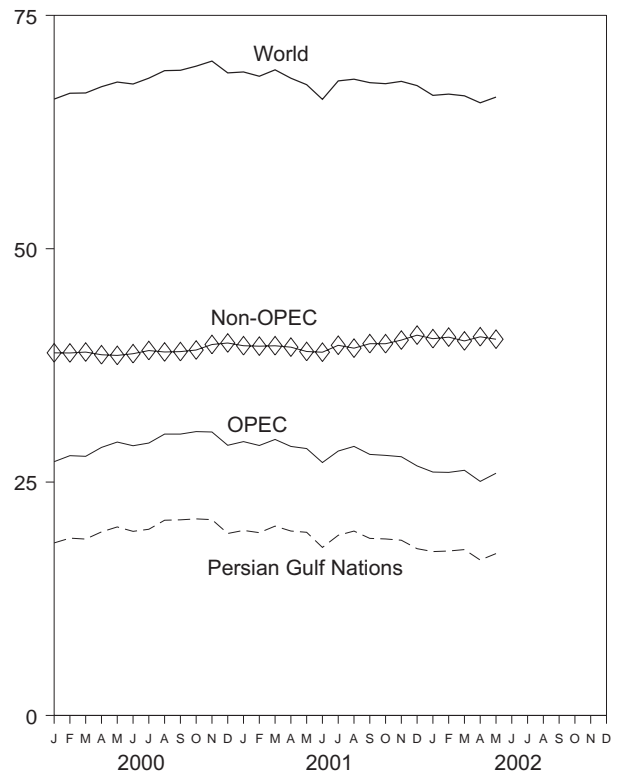 75
World
50
Non-OPEC
OPEC
25
Persian Gulf Nations
0
J F M A M J J A S O N D J F M A M J J A S O N D J F M A M J J A S O N D
2000 2001 2002